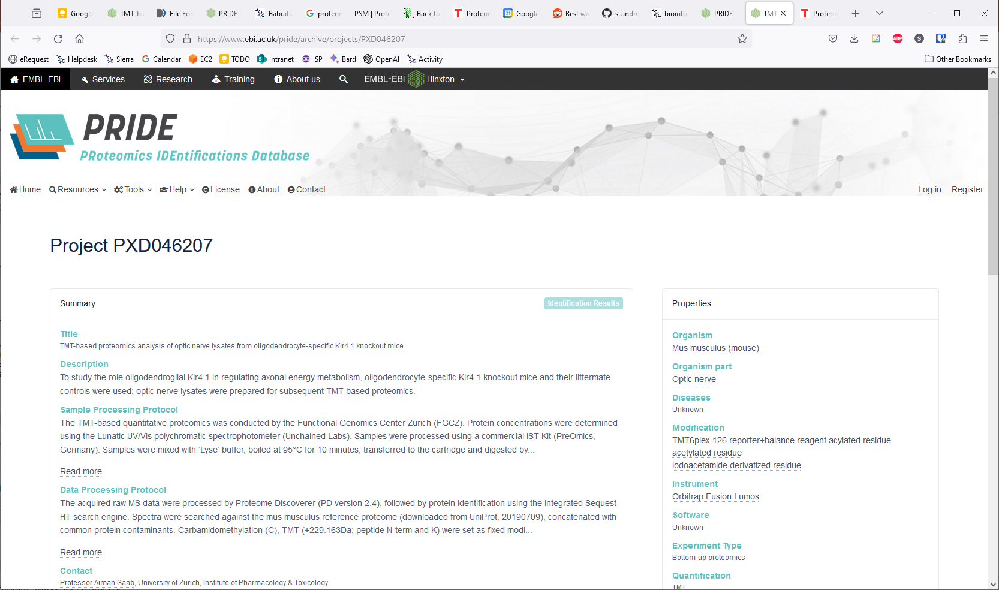 Google
TMT-ba
File For
PRIDE -
Babrah
proteon
PSM | Prote
Back to
Proteon
Google
Best wa
s-andre
bioinfo
PRIDE -
TMT
Proteon
https://www.ebi.ac.uk/pride/archive/projects/PXD046207
eRequest
Helpdesk
Sierra
Calendar
EC2
TODO
Intranet
ISP
Bard
OpenAI
Activity
Other Bookmarks
EMBL-EBI
Services
Research
Training
About us
EMBL-EBI
Hinxton
PRIDE
PRoteomics IDEntifications Database
Home
Resources
Tools
Help
License
About
Contact
Log in
Register
Project PXD046207
Summary
Identification Results
Title
TMT-based proteomics analysis of optic nerve lysates from oligodendrocyte-specific Kir4.1 knockout mice
Description
To study the role oligodendroglial Kir4.1 in regulating axonal energy metabolism, oligodendrocyte-specific Kir4.1 knockout mice and their littermate
controls were used; optic nerve lysates were prepared for subsequent TMT-based proteomics.
Sample Processing Protocol
The TMT-based quantitative proteomics was conducted by the Functional Genomics Center Zurich (FGCZ). Protein concentrations were determined
using the Lunatic UV/Vis polychromatic spectrophotometer (Unchained Labs). Samples were processed using a commercial iST Kit (PreOmics,
Germany). Samples were mixed with ‘Lyse’ buffer, boiled at 95°C for 10 minutes, transferred to the cartridge and digested by...
Read more
Data Processing Protocol
The acquired raw MS data were processed by Proteome Discoverer (PD version 2.4), followed by protein identification using the integrated Sequest
HT search engine. Spectra were searched against the mus musculus reference proteome (downloaded from UniProt, 20190709), concatenated with
common protein contaminants. Carbamidomethylation (C), TMT (+229.163Da; peptide N-term and K) were set as fixed modi...
Read more
Contact
Professor Aiman Saab, University of Zurich, Institute of Pharmacology & Toxicology
Properties
Organism
Mus musculus (mouse)
Organism part
Optic nerve
Diseases
Unknown
Modification
TMT6plex-126 reporter+balance reagent acylated residue
acetylated residue
iodoacetamide derivatized residue
Instrument
Orbitrap Fusion Lumos
Software
Unknown
Experiment Type
Bottom-up proteomics
Quantification
TMT